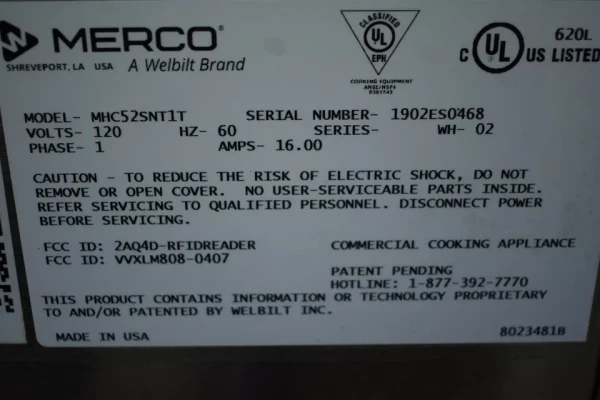 MERCO®
SHREVEPORT, LA USA A Welbilt Brand
CLASSIFIED
UL
EPH
COOKING EQUIPMENT
ANSI/NSF4
C UL US LISTED
620L
MODEL- MHC52SNT1T SERIAL NUMBER- 1902ES0468
VOLTS- 120 HZ- 60 SERIES- WH- 02
PHASE- 1 AMPS- 16.00
CAUTION - TO REDUCE THE RISK OF ELECTRIC SHOCK, DO NOT
REMOVE OR OPEN COVER. NO USER-SERVICEABLE PARTS INSIDE.
REFER SERVICING TO QUALIFIED PERSONNEL. DISCONNECT POWER
BEFORE SERVICING.
FCC ID: 2AQ4D-RFIDREADER COMMERCIAL COOKING APPLIANCE
FCC ID: VVXLM808-0407
PATENT PENDING
HOTLINE: 1-877-392-7770
THIS PRODUCT CONTAINS INFORMATION OR TECHNOLOGY PROPRIETARY
TO AND/OR PATENTED BY WELBILT INC.
MADE IN USA 8023481B